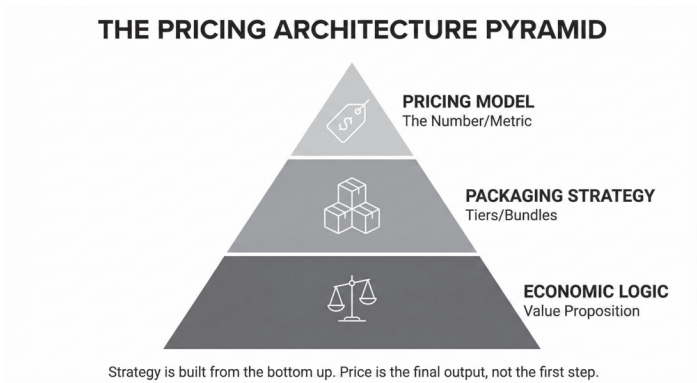 THE PRICING ARCHITECTURE PYRAMID
PRICING MODEL
The Number/Metric
PACKAGING STRATEGY
Tiers/Bundles
ECONOMIC LOGIC
Value Proposition
Strategy is built from the bottom up. Price is the final output, not the first step.